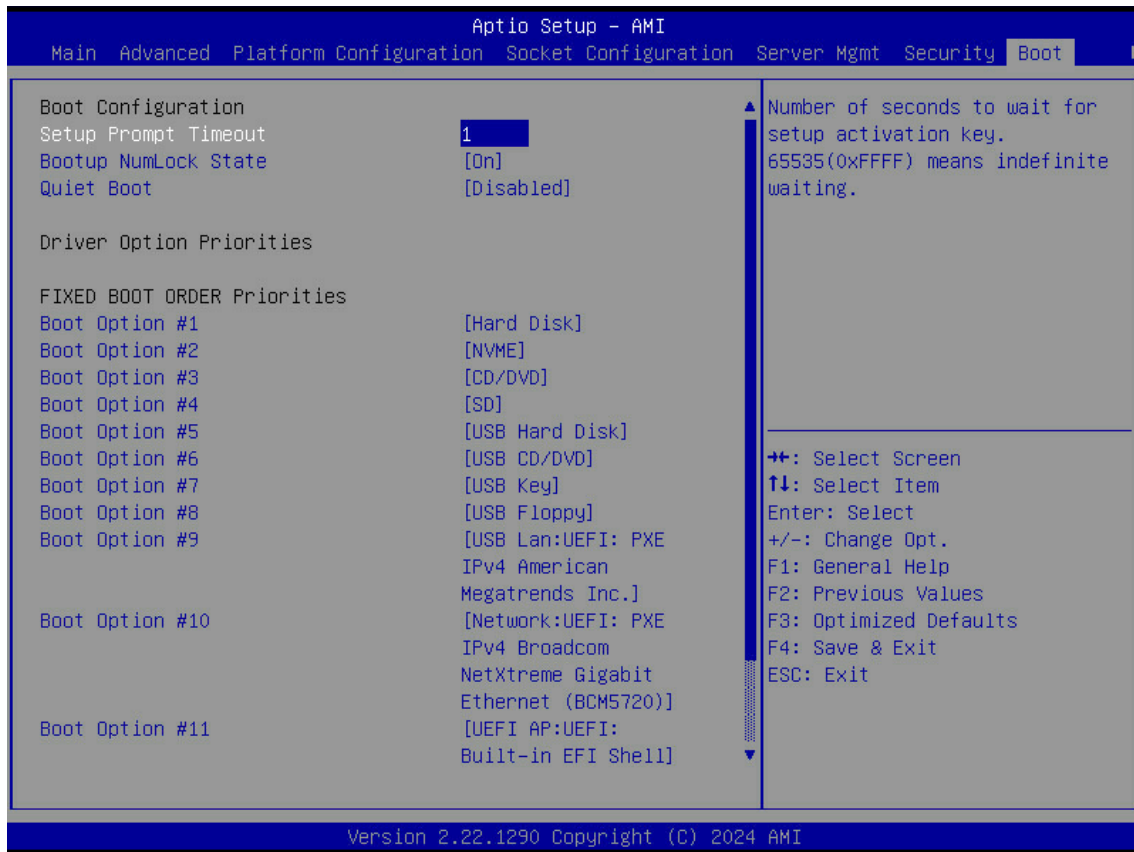 Aptio Setup – AMI
Main Advanced Platform Configuration Socket Configuration Server Mgmt Security Boot
Boot Configuration
Setup Prompt Timeout 1
Bootup NumLock State [On]
Quiet Boot [Disabled]
Driver Option Priorities
FIXED BOOT ORDER Priorities
Boot Option #1 [Hard Disk]
Boot Option #2 [NVME]
Boot Option #3 [CD/DVD]
Boot Option #4 [SD]
Boot Option #5 [USB Hard Disk]
Boot Option #6 [USB CD/DVD]
Boot Option #7 [USB Key]
Boot Option #8 [USB Floppy]
Boot Option #9 [USB Lan:UEFI: PXE
IPv4 American
Megatrends Inc.]
Boot Option #10 [Network:UEFI: PXE
IPv4 Broadcom
NetXtreme Gigabit
Ethernet (BCM5720)]
Boot Option #11 [UEFI AP:UEFI:
Built-in EFI Shell]
Number of seconds to wait for
setup activation key.
65535(0xFFFF) means indefinite
waiting.
→←: Select Screen
↑↓: Select Item
Enter: Select
+/-: Change Opt.
F1: General Help
F2: Previous Values
F3: Optimized Defaults
F4: Save & Exit
ESC: Exit
Version 2.22.1290 Copyright (C) 2024 AMI